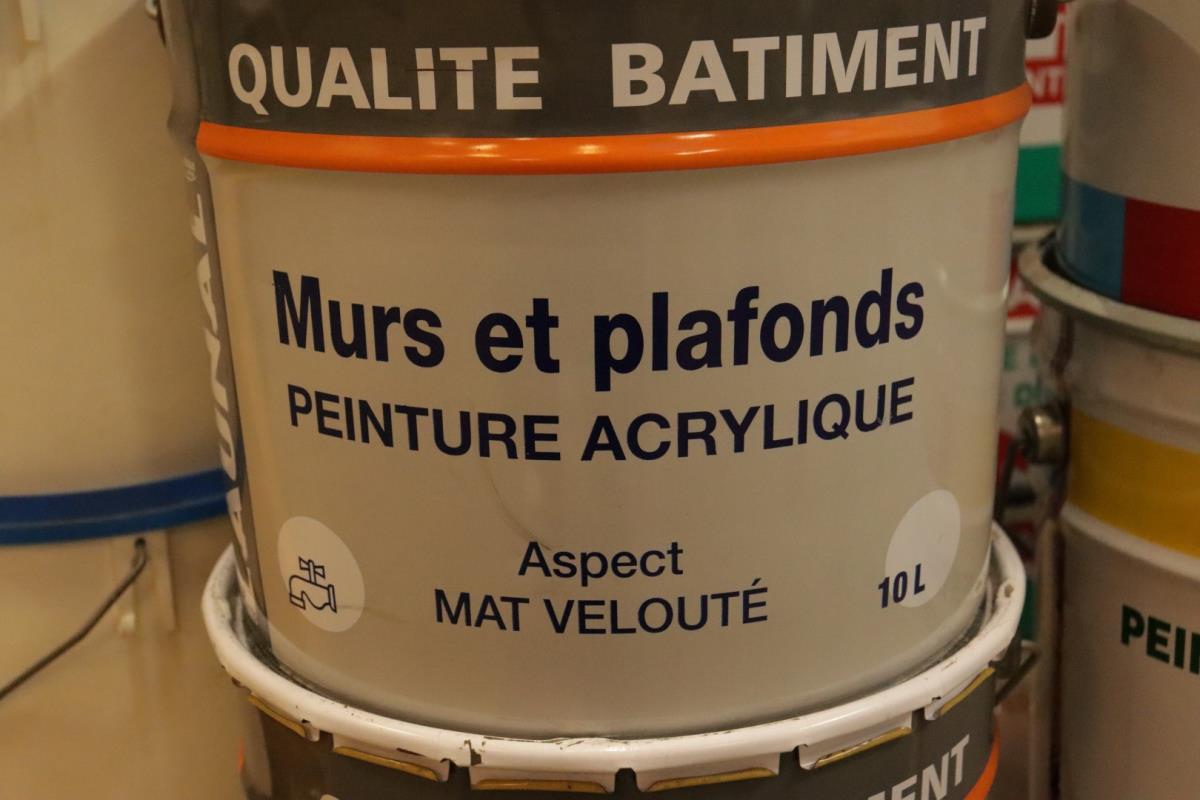 QUALITE BATIMENT
Murs et plafonds
PEINTURE ACRYLIQUE
Aspect
MAT VELOUTÉ
10 L